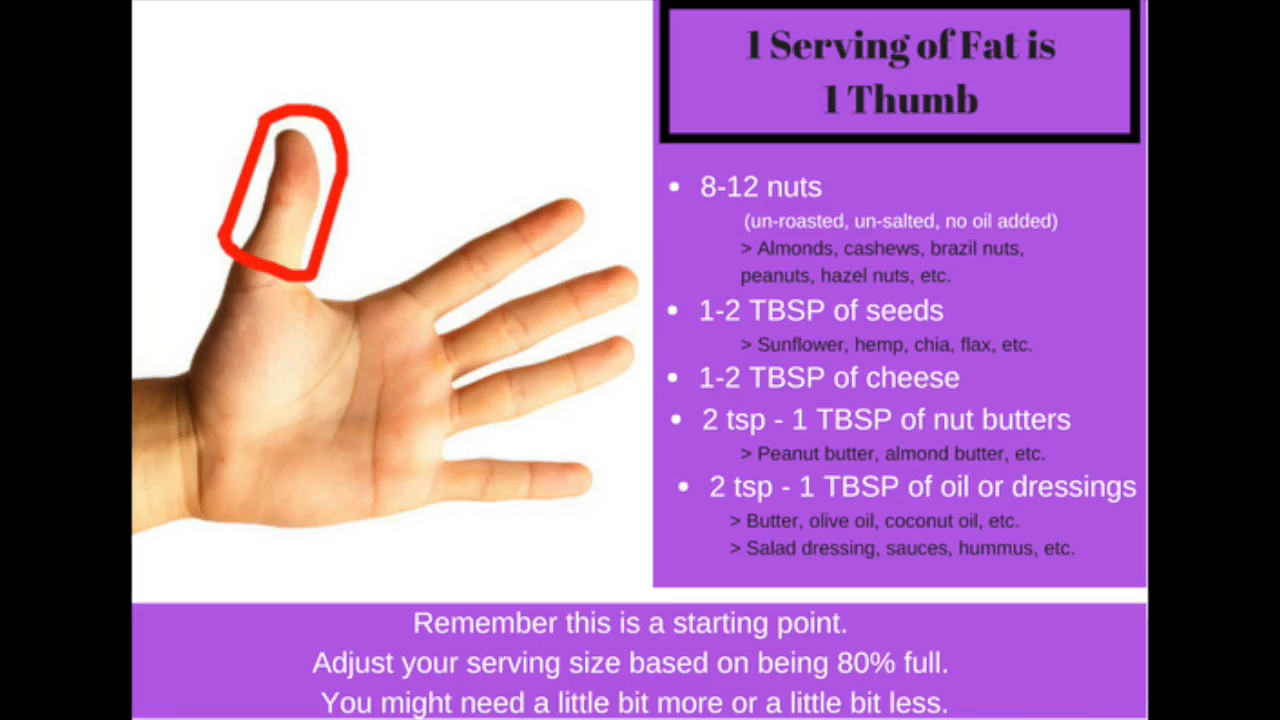 1 Serving of Fat is
1 Thumb
• 8-12 nuts
(un-roasted, un-salted, no oil added)
> Almonds, cashews, brazil nuts,
peanuts, hazel nuts, etc.
• 1-2 TBSP of seeds
> Sunflower, hemp, chia, flax, etc.
• 1-2 TBSP of cheese
• 2 tsp - 1 TBSP of nut butters
> Peanut butter, almond butter, etc.
• 2 tsp - 1 TBSP of oil or dressings
> Butter, olive oil, coconut oil, etc.
> Salad dressing, sauces, hummus, etc.
Remember this is a starting point.
Adjust your serving size based on being 80% full.
You might need a little bit more or a little bit less.